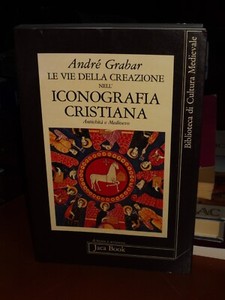 André Grabar
LE VIE DELLA CREAZIONE
NELL'
ICONOGRAFIA
CRISTIANA
Antichità e Medioevo
Jaca Book
Biblioteca di Cultura Medievale